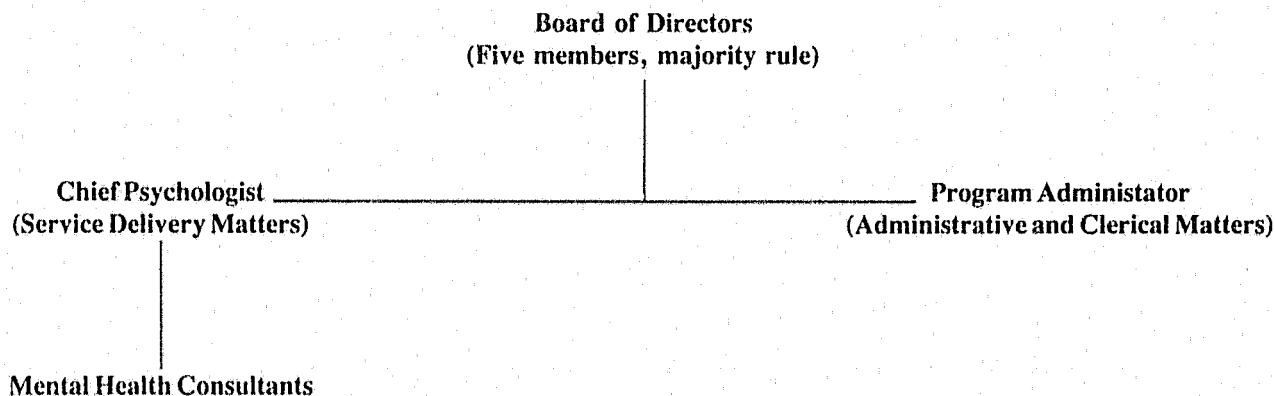 Board of Directors
(Five members, majority rule)
Chief Psychologist
(Service Delivery Matters)
Program Administator
(Administrative and Clerical Matters)
Mental Health Consultants